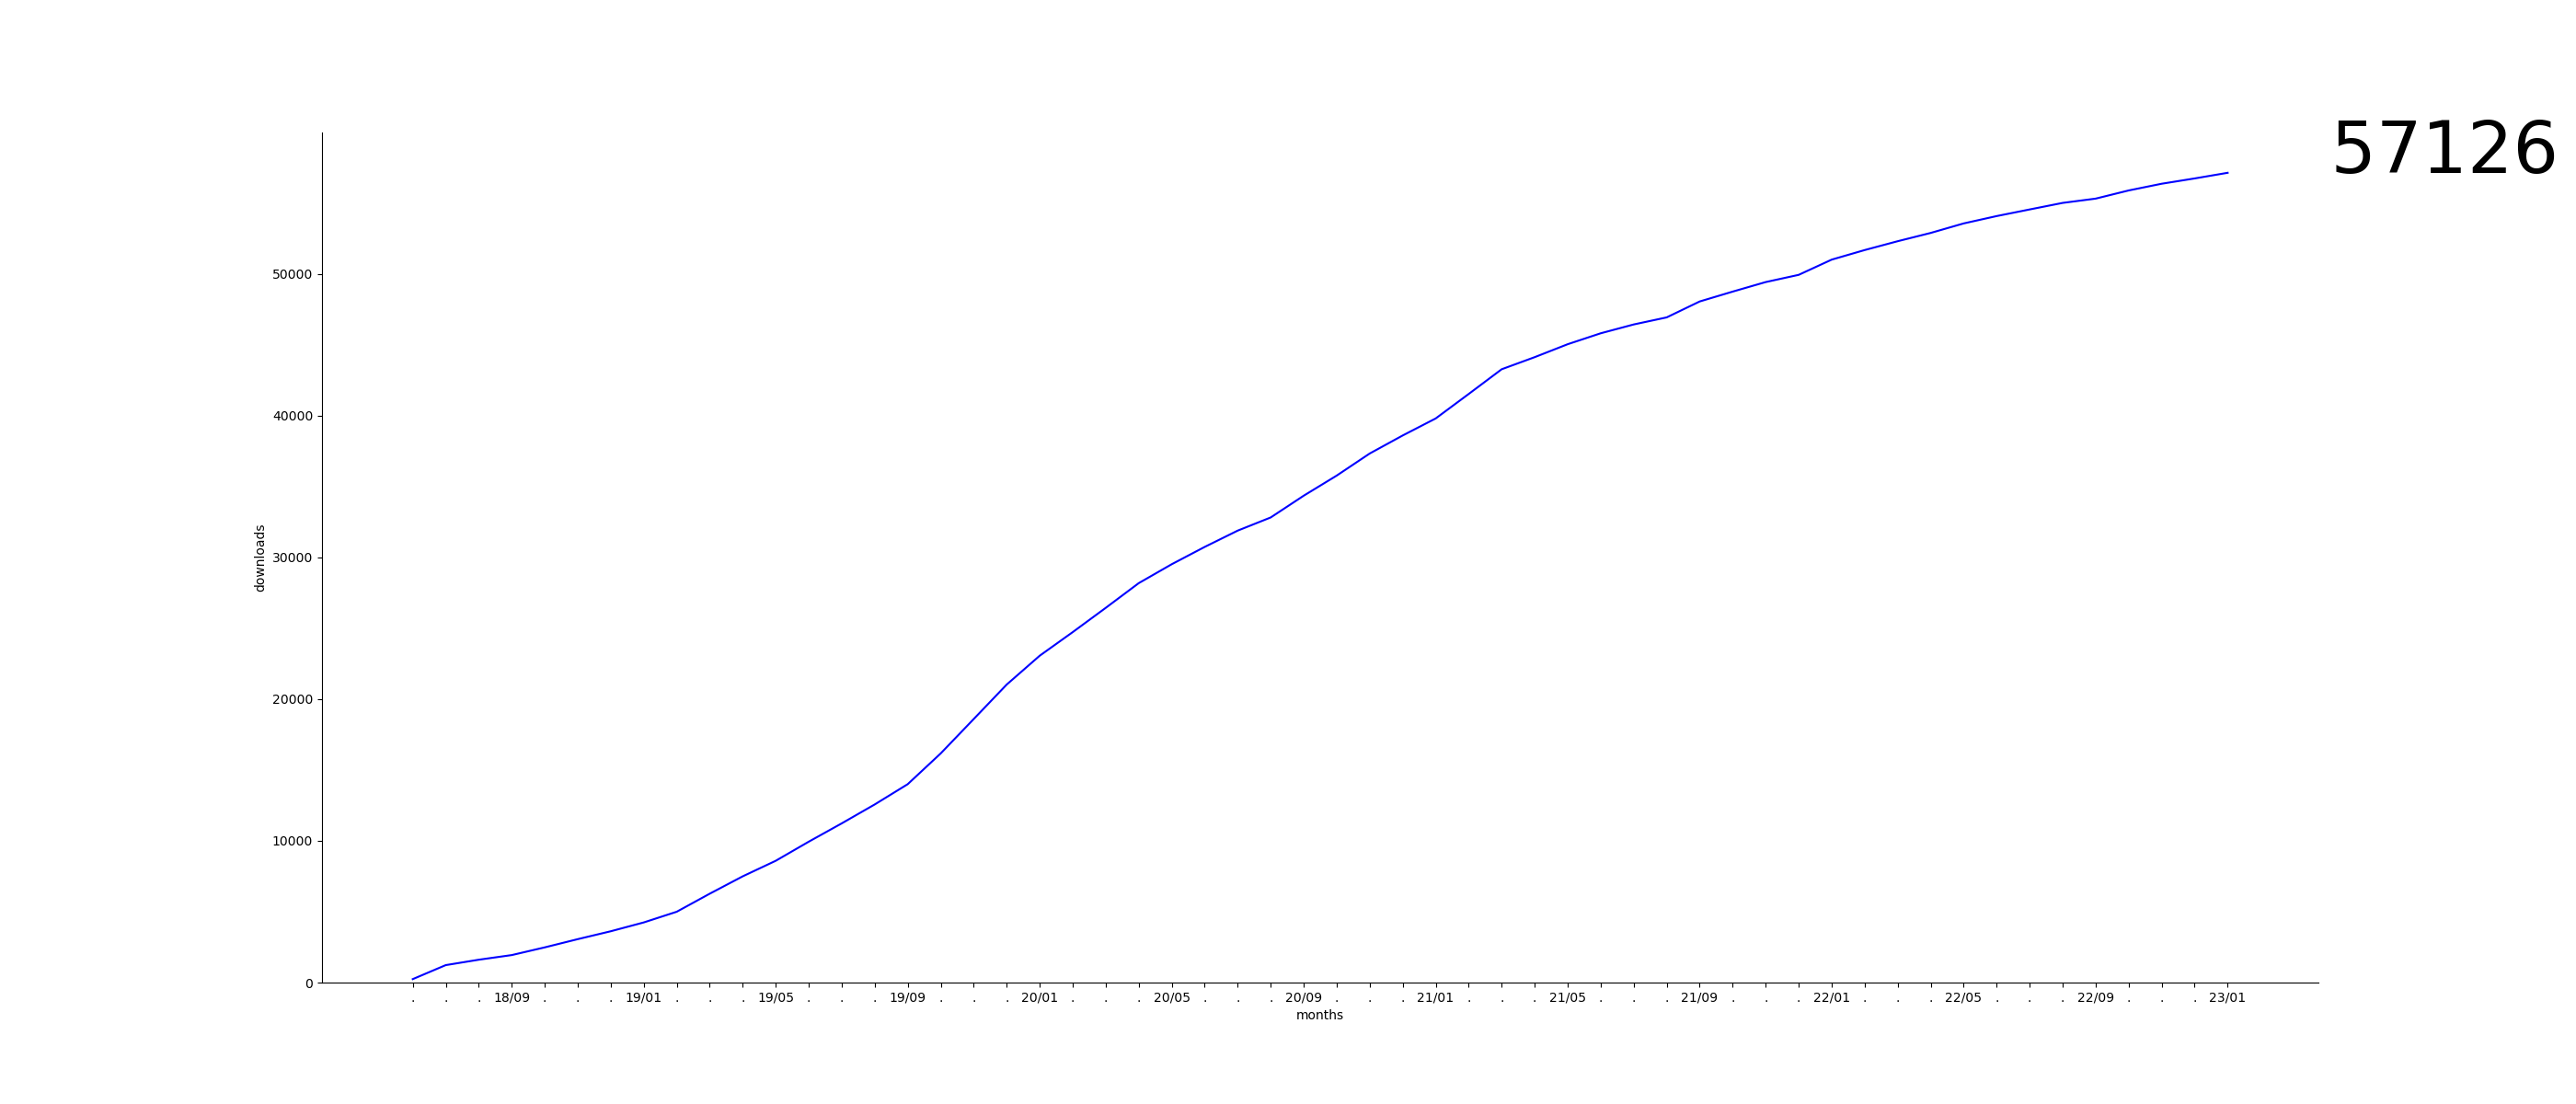 57126
50000
40000
30000
20000
10000
0
downloads
. . . 18/09 . . . 19/01 . . . 19/05 . . . 19/09 . . . 20/01 . . . 20/05 . . . 20/09 . . . 21/01 . . . 21/05 . . . 21/09 . . . 22/01 . . . 22/05 . . . 22/09 . . . 23/01
months